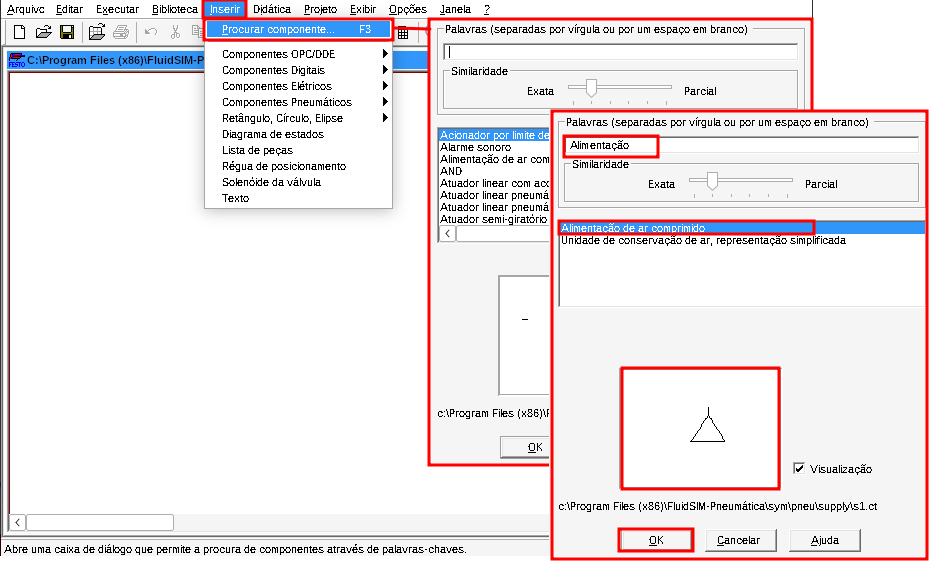 Arquivo Editar Executar Biblioteca Inserir Didática Projeto Exibir Opções Janela ?
Procurar componente... F3
FESTO C:\Program Files (x86)\FluidSIM-P
Componentes OPC/DDE
Componentes Digitais
Componentes Elétricos
Componentes Pneumáticos
Retângulo, Círculo, Elipse
Diagrama de estados
Lista de peças
Régua de posicionamento
Solenóide da válvula
Texto
Palavras (separadas por vírgula ou por um espaço em branco)
Similaridade
Exata Parcial
Acionador por limite de
Alarme sonoro
Alimentação de ar com
AND
Atuador linear com aco
Atuador linear pneumá
Atuador linear pneumá
Atuador semi-giratório
c:\Program Files (x86)\F
OK
Palavras (separadas por vírgula ou por um espaço em branco)
Alimentação
Similaridade
Exata Parcial
Alimentação de ar comprimido
Unidade de conservação de ar, representação simplificada
Visualização
c:\Program Files (x86)\FluidSIM-Pneumática\sym\pneu\supply\s1.ct
OK Cancelar Ajuda
Abre uma caixa de diálogo que permite a procura de componentes através de palavras-chaves.